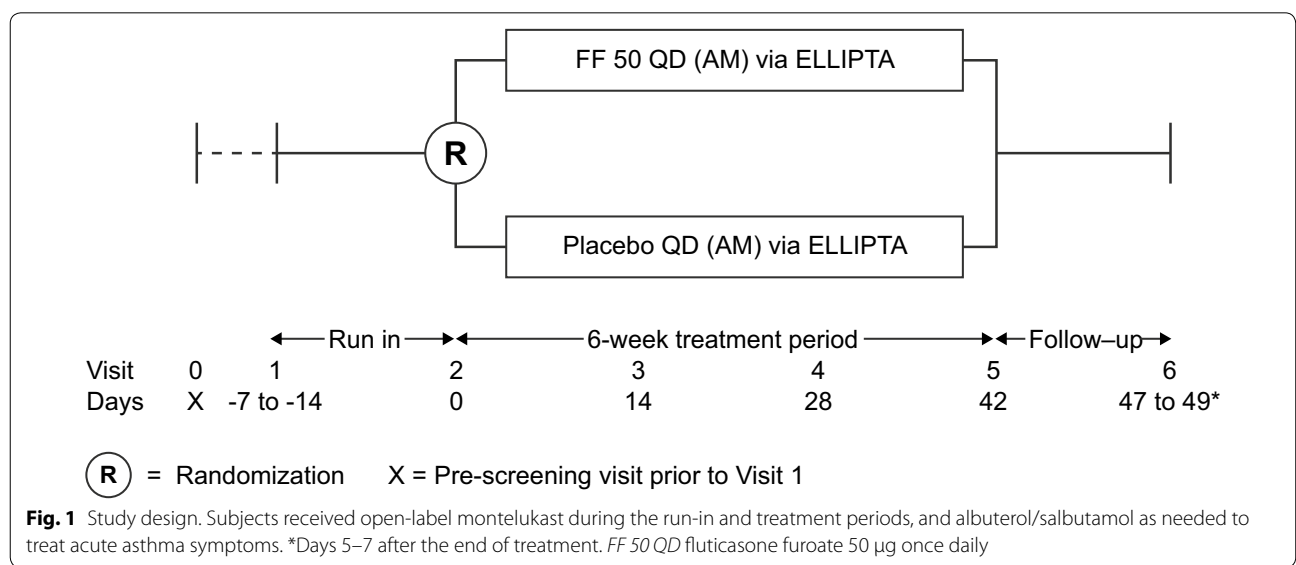 FF 50 QD (AM) via ELLIPTA
R
Placebo QD (AM) via ELLIPTA
Run in 6-week treatment period Follow–up
Visit 0 1 2 3 4 5 6
Days X -7 to -14 0 14 28 42 47 to 49*
R = Randomization X = Pre-screening visit prior to Visit 1
Fig. 1 Study design. Subjects received open-label montelukast during the run-in and treatment periods, and albuterol/salbutamol as needed to
treat acute asthma symptoms. *Days 5–7 after the end of treatment. FF 50 QD fluticasone furoate 50 µg once daily